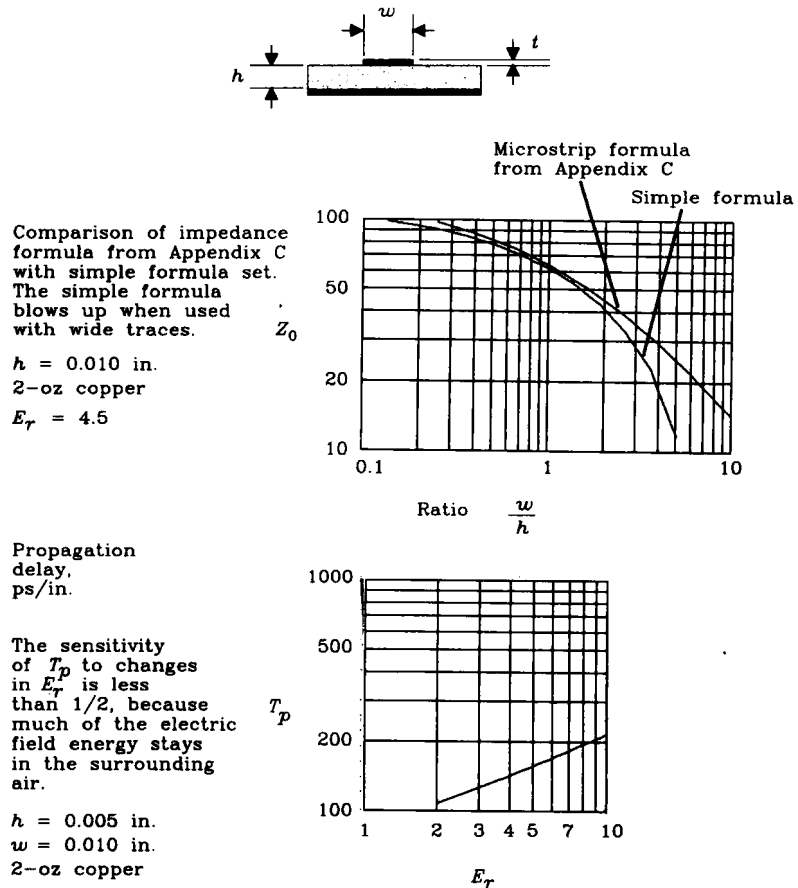 w
t
h
Microstrip formula
from Appendix C
Simple formula
Comparison of impedance
formula from Appendix C
with simple formula set.
The simple formula
blows up when used
with wide traces.
h = 0.010 in.
2-oz copper
E_r = 4.5
Z_0
100
50
20
10
0.1 1 10
Ratio w/h
Propagation
delay,
ps/in.
The sensitivity
of T_p to changes
in E_r is less
than 1/2, because
much of the electric
field energy stays
in the surrounding
air.
h = 0.005 in.
w = 0.010 in.
2-oz copper
T_p
1000
500
200
100
1 2 3 4 5 7 10
E_r